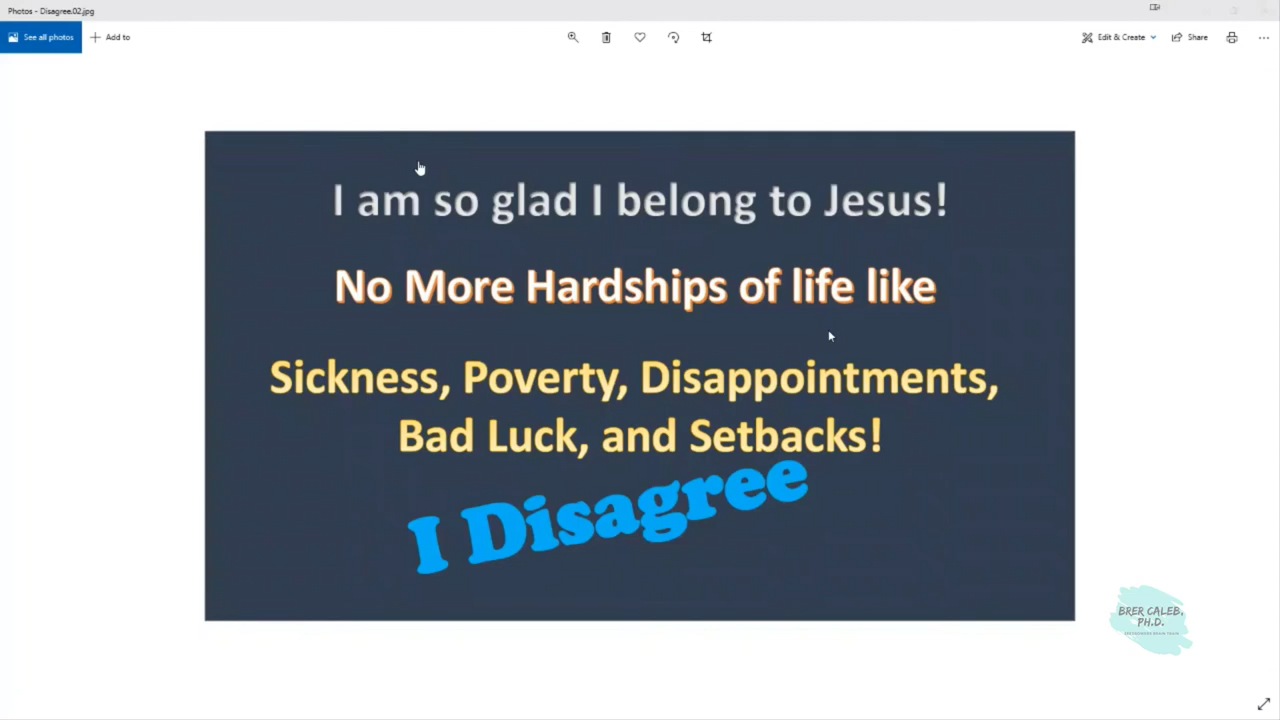 Photos - Disagree.02.jpg
See all photos
Add to
Edit & Create
Share
I am so glad I belong to Jesus!
No More Hardships of life like
Sickness, Poverty, Disappointments,
Bad Luck, and Setbacks!
I Disagree
BRER CALEB,
PH.D.